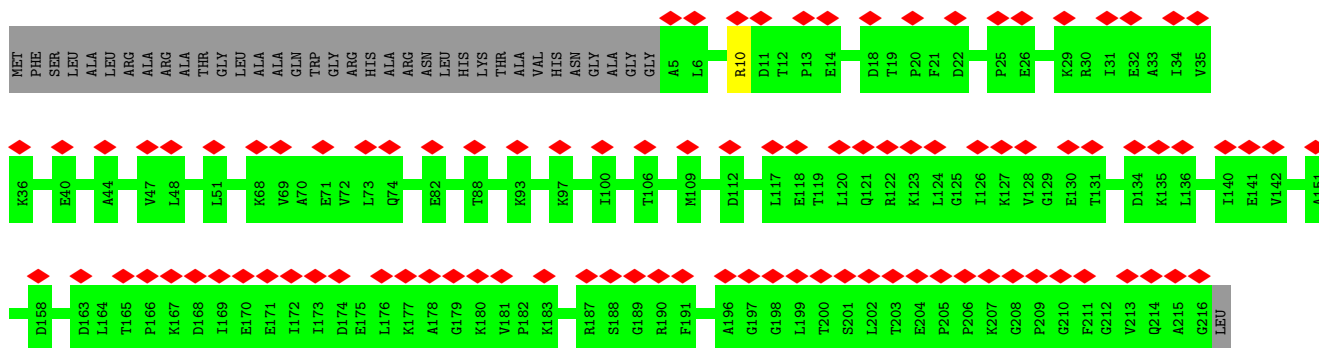 MET PHE SER LEU ALA LEU LEU ARG ALA ARG ALA THR GLY LEU ALA ALA GLN TRP GLY ARG HIS ALA ARG ASN LEU HIS LYS THR ALA VAL HIS ASN GLY ALA GLY GLY A5 L6 R10 D11 T12 P13 E14 D18 T19 P20 F21 D22 P25 E26 K29 R30 I31 E32 A33 I34 V35
K36 E40 A44 V47 L48 L51 K68 V69 A70 E71 V72 L73 Q74 E82 T88 K93 K97 I100 T106 M109 D112 L117 E118 T119 L120 Q121 R122 K123 L124 G125 I126 K127 V128 G129 E130 T131 D134 K135 L136 I140 E141 V142 A151
D158 D163 L164 T165 P166 K167 D168 I169 E170 E171 I172 I173 D174 E175 L176 K177 A178 G179 K180 V181 P182 K183 R187 S188 G189 R190 F191 A196 G197 G198 L199 T200 S201 L202 T203 E204 P205 P206 K207 G208 P209 G210 F211 G212 V213 Q214 A215 G216 LEU